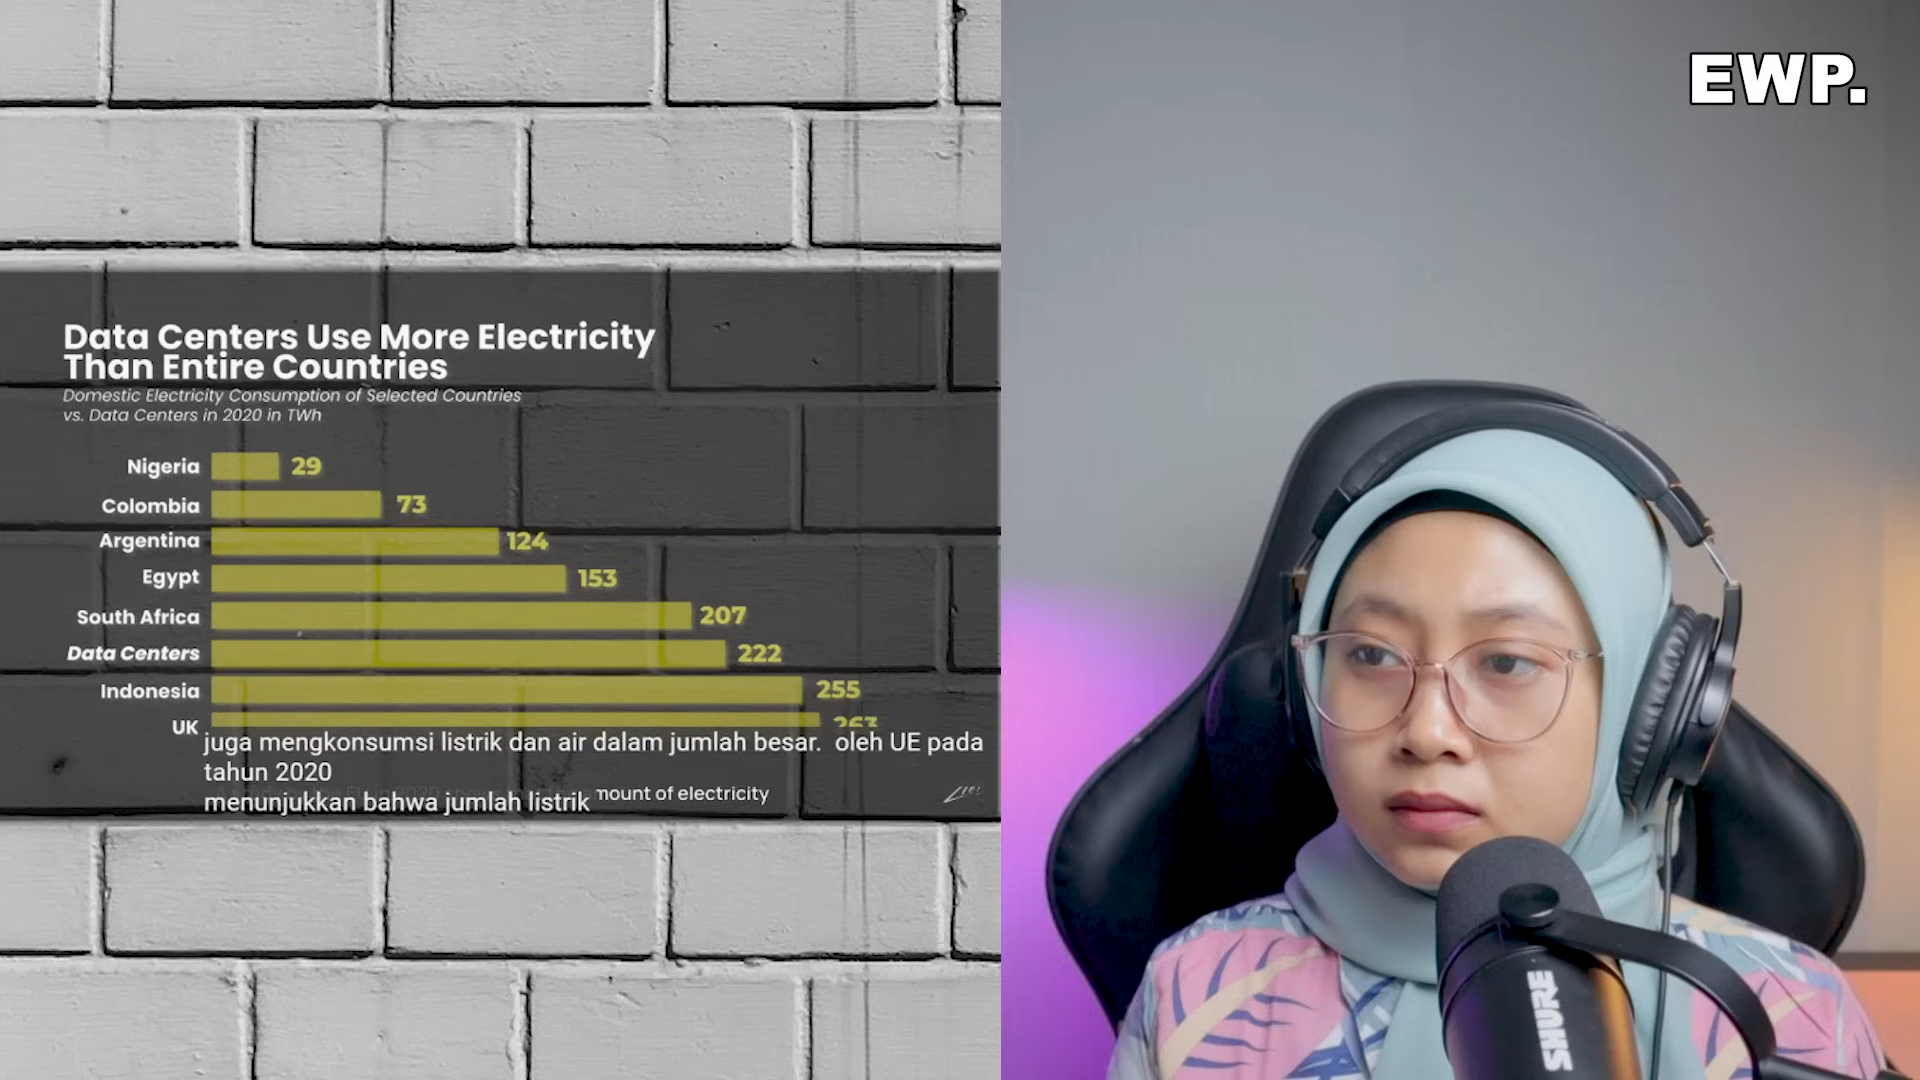 EWP.
Data Centers Use More Electricity
Than Entire Countries
Domestic Electricity Consumption of Selected Countries
vs. Data Centers in 2020 in TWh
Nigeria 29
Colombia 73
Argentina 124
Egypt 153
South Africa 207
Data Centers 222
Indonesia 255
UK 263
juga mengkonsumsi listrik dan air dalam jumlah besar. oleh UE pada
tahun 2020
menunjukkan bahwa jumlah listrik
mount of electricity
SHURE